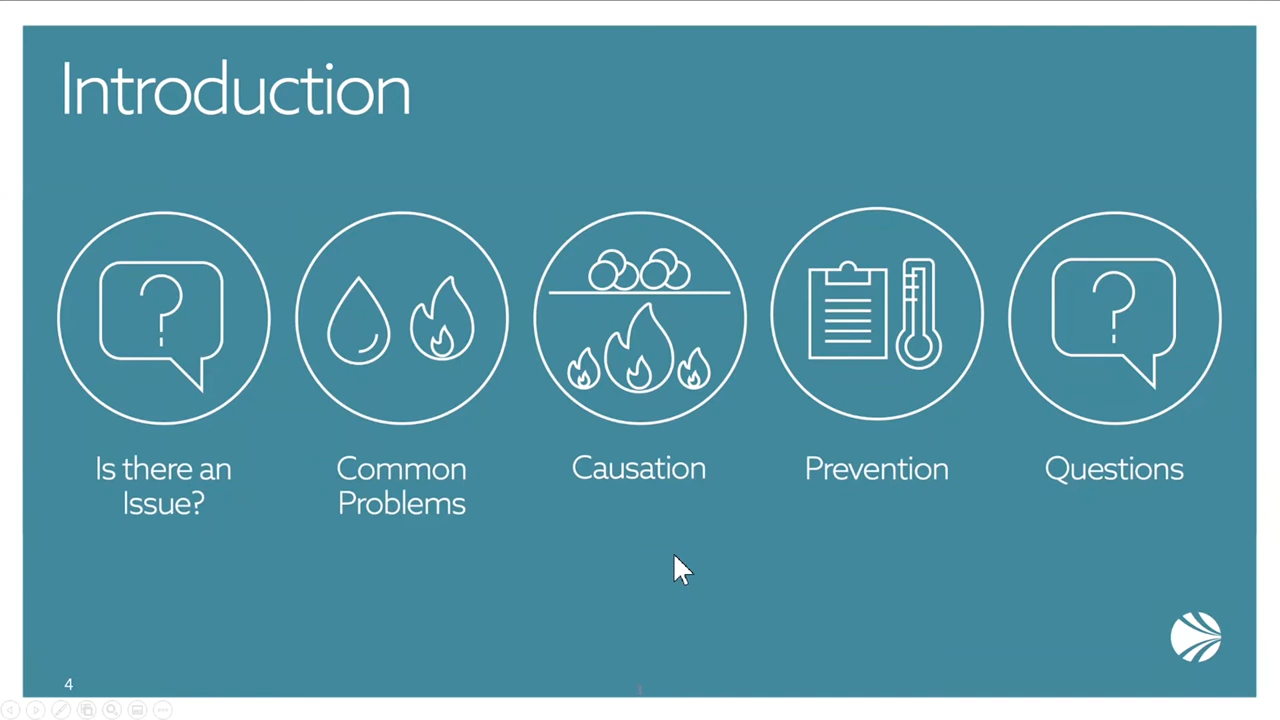 Introduction
Is there an
Issue?
Common
Problems
Causation
Prevention
Questions
4